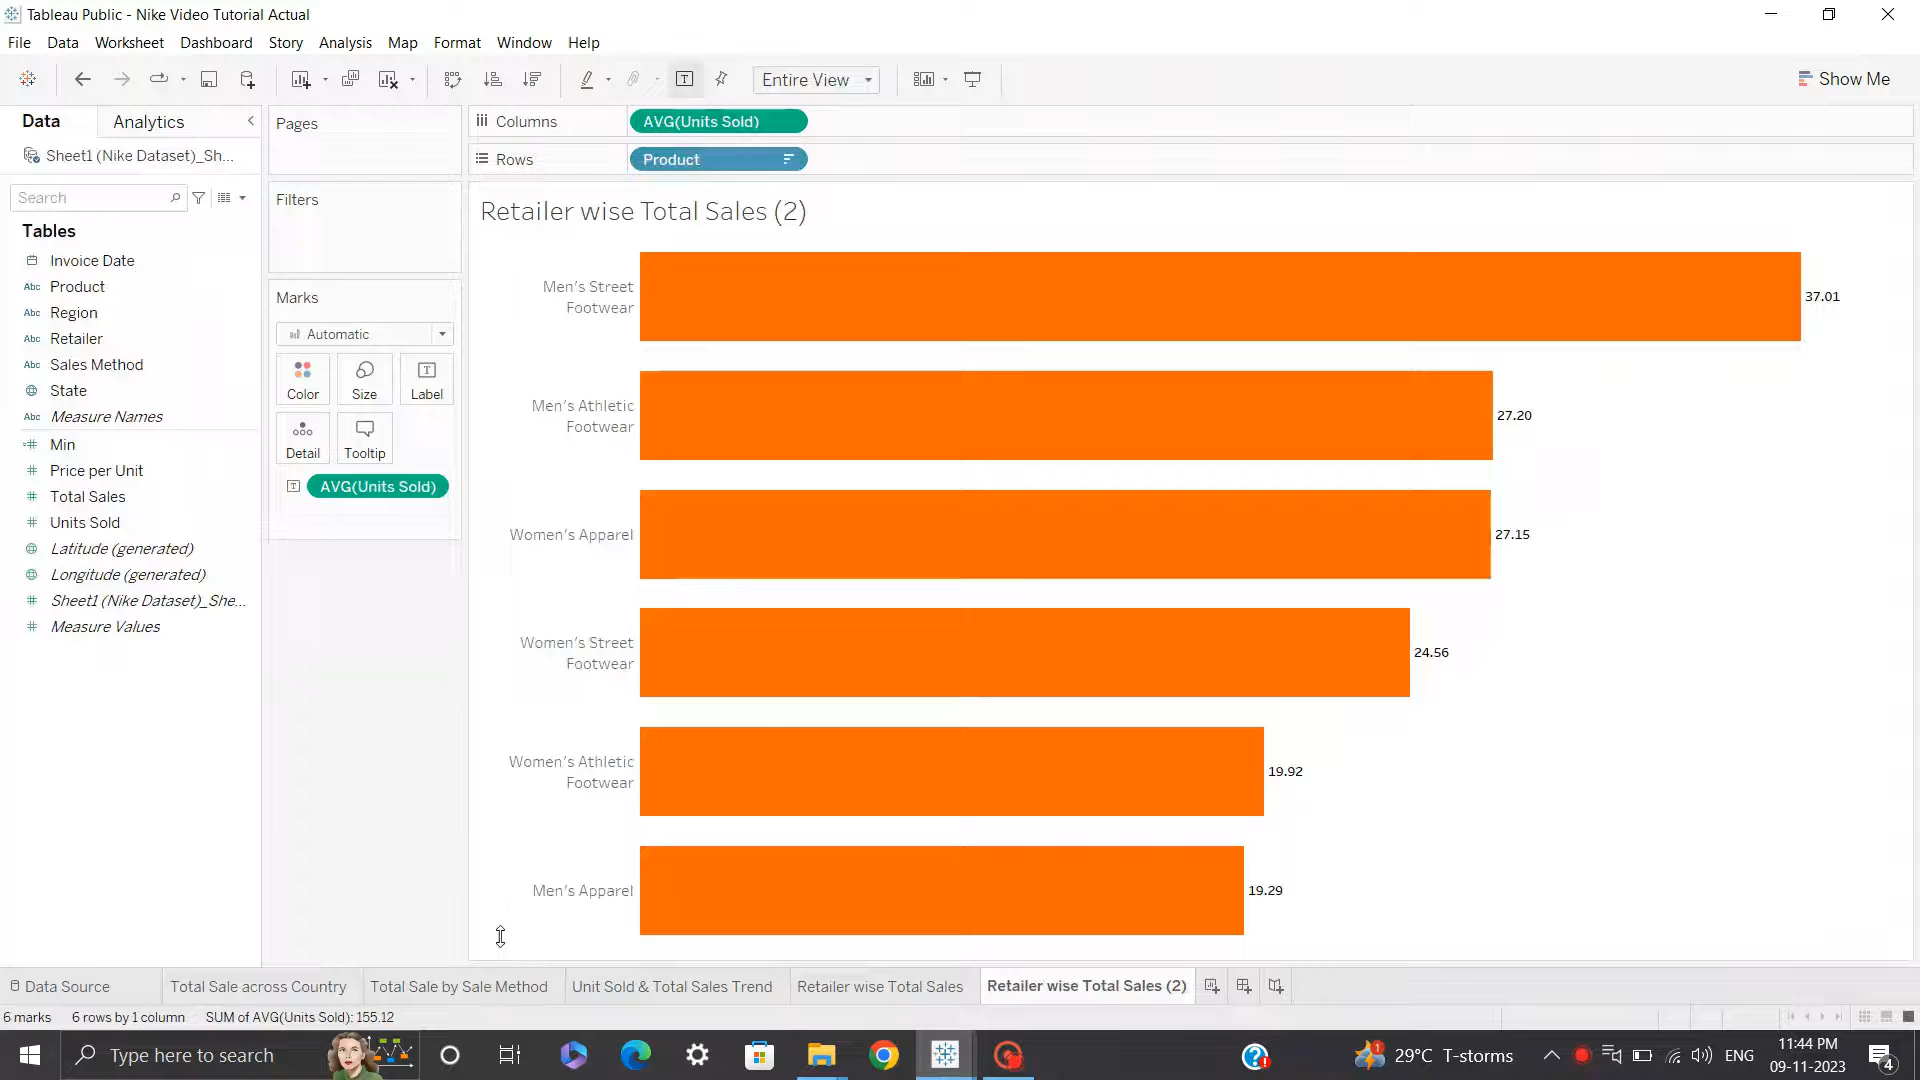 Tableau Public - Nike Video Tutorial Actual
File Data Worksheet Dashboard Story Analysis Map Format Window Help
Entire View
Show Me
Data Analytics
Sheet1 (Nike Dataset)_Sh...
Search
Tables
Invoice Date
Abc Product
Abc Region
Abc Retailer
Abc Sales Method
State
Abc Measure Names
Min
Price per Unit
Total Sales
Units Sold
Latitude (generated)
Longitude (generated)
Sheet1 (Nike Dataset)_She...
Measure Values
Pages
Filters
Marks
Automatic
Color Size Label
Detail Tooltip
AVG(Units Sold)
Columns AVG(Units Sold)
Rows Product
Retailer wise Total Sales (2)
Men's Street
Footwear
37.01
Men's Athletic
Footwear
27.20
Women's Apparel
27.15
Women's Street
Footwear
24.56
Women's Athletic
Footwear
19.92
Men's Apparel
19.29
Data Source Total Sale across Country Total Sale by Sale Method Unit Sold & Total Sales Trend Retailer wise Total Sales Retailer wise Total Sales (2)
6 marks 6 rows by 1 column SUM of AVG(Units Sold): 155.12
Type here to search
29°C T-storms
ENG
11:44 PM
09-11-2023
4